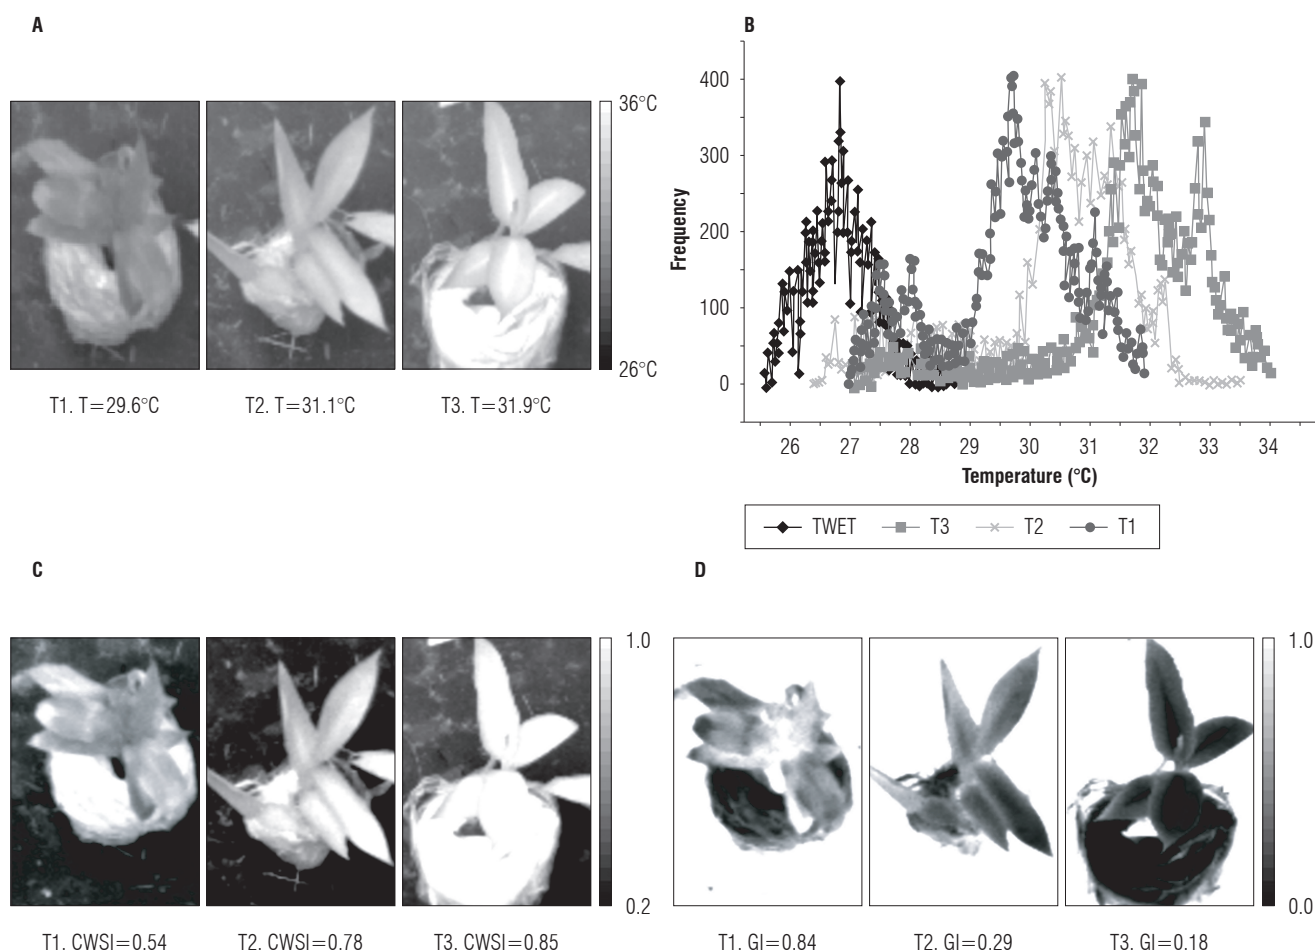 A
36°C
26°C
T1. T=29.6°C
T2. T=31.1°C
T3. T=31.9°C
B
400
300
200
100
0
Frequency
26 27 28 29 30 31 32 33 34
Temperature (°C)
TWET T3 T2 T1
C
1.0
0.2
T1. CWSI=0.54
T2. CWSI=0.78
T3. CWSI=0.85
D
1.0
0.0
T1. GI=0.84
T2. GI=0.29
T3. GI=0.18